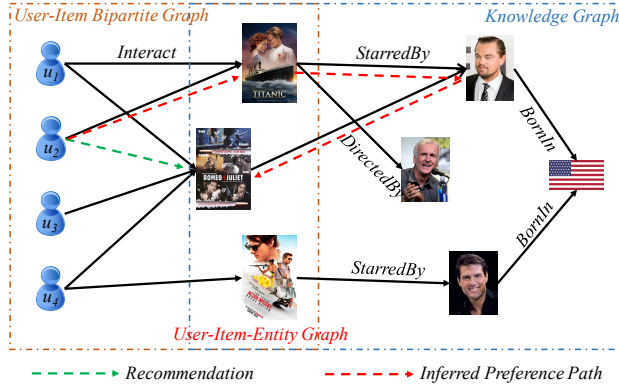 User-Item Bipartite Graph
Knowledge Graph
Interact
StarredBy
u1
TITANIC
BornIn
u2
DirectedBy
ROMEO & JULIET
u3
BornIn
StarredBy
u4
User-Item-Entity Graph
Recommendation
Inferred Preference Path